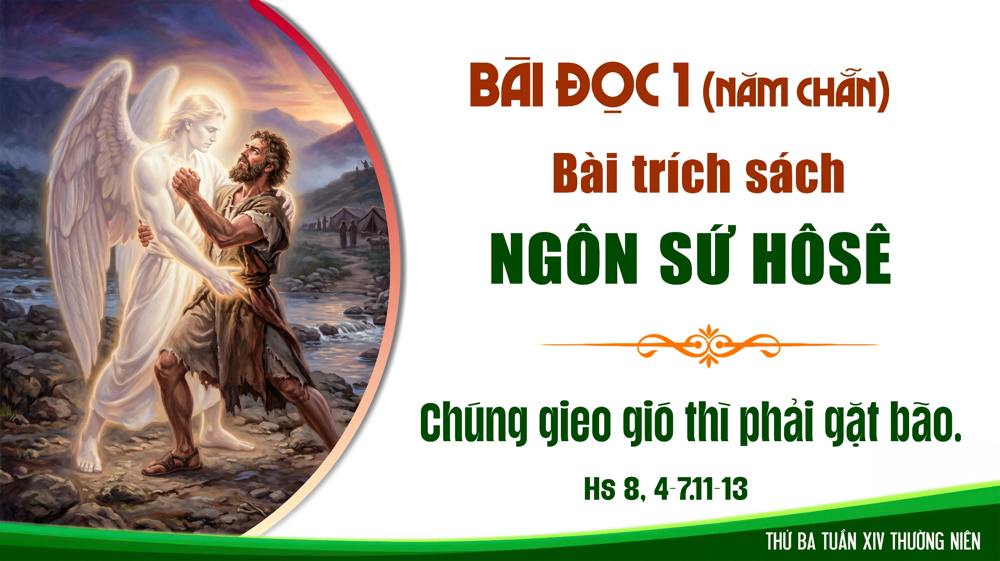 BÀI ĐỌC 1 (NĂM CHẴN)
Bài trích sách
NGÔN SỨ HÔSÊ
Chúng gieo gió thì phải gặt bão.
Hs 8, 4-7.11-13
THỨ BA TUẦN XIV THƯỜNG NIÊN